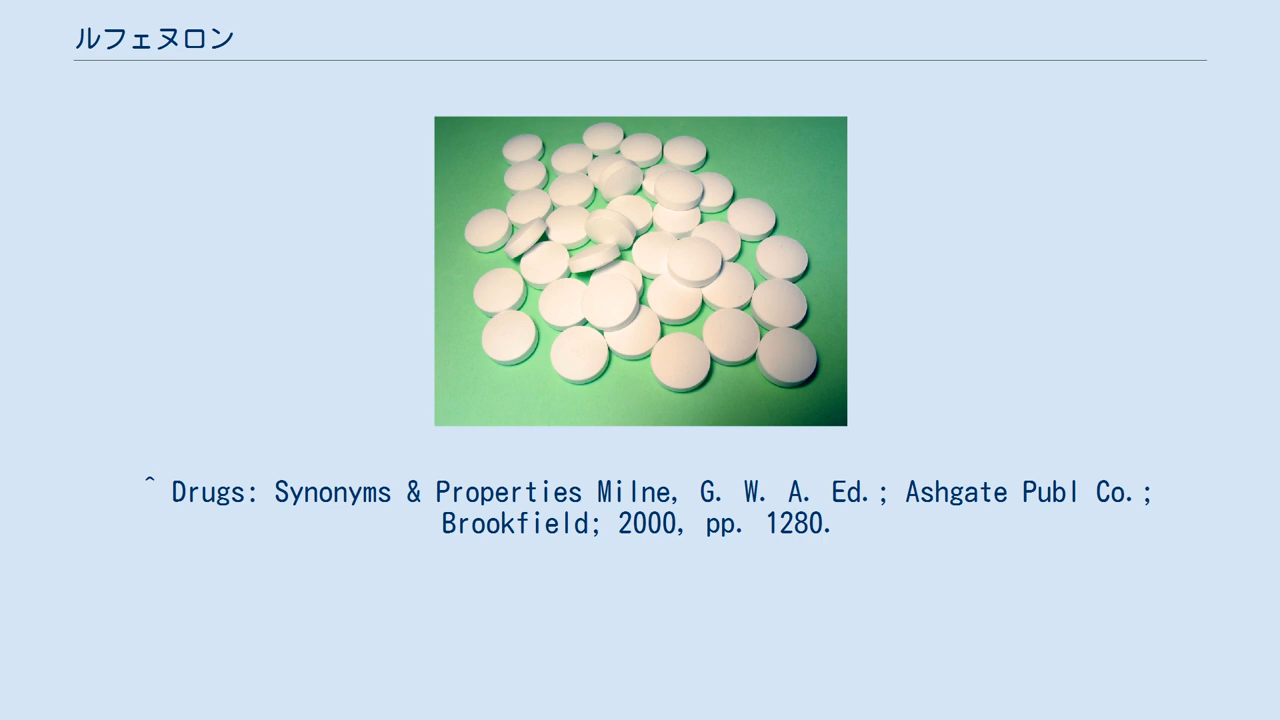 ルフェヌロン
^ Drugs: Synonyms & Properties Milne, G. W. A. Ed.; Ashgate Publ Co.;
Brookfield; 2000, pp. 1280.